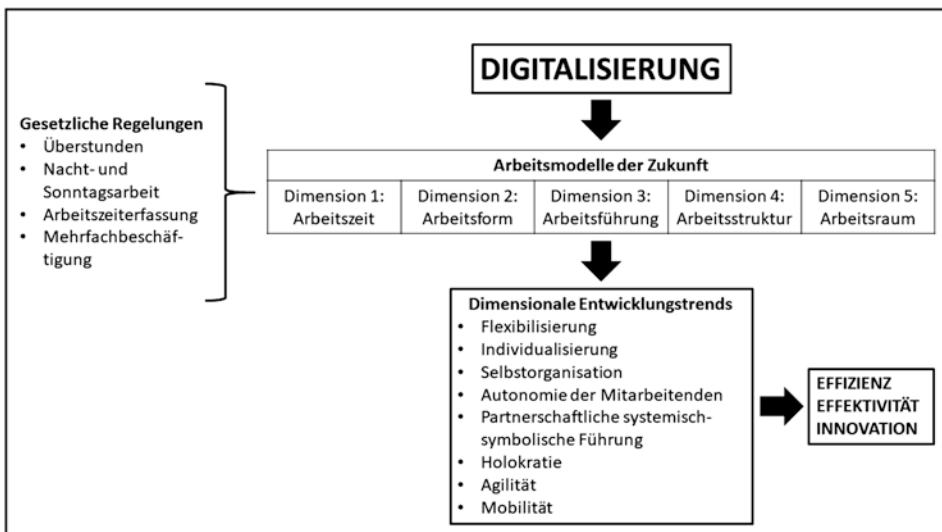 DIGITALISIERUNG
Gesetzliche Regelungen
• Überstunden
• Nacht- und
Sonntagsarbeit
• Arbeitszeiterfassung
• Mehrfachbeschäf-
tigung
Arbeitsmodelle der Zukunft
Dimension 1:
Arbeitszeit
Dimension 2:
Arbeitsform
Dimension 3:
Arbeitsführung
Dimension 4:
Arbeitsstruktur
Dimension 5:
Arbeitsraum
Dimensionale Entwicklungstrends
• Flexibilisierung
• Individualisierung
• Selbstorganisation
• Autonomie der Mitarbeitenden
• Partnerschaftliche systemisch-
symbolische Führung
• Holokratie
• Agilität
• Mobilität
EFFIZIENZ
EFFEKTIVITÄT
INNOVATION